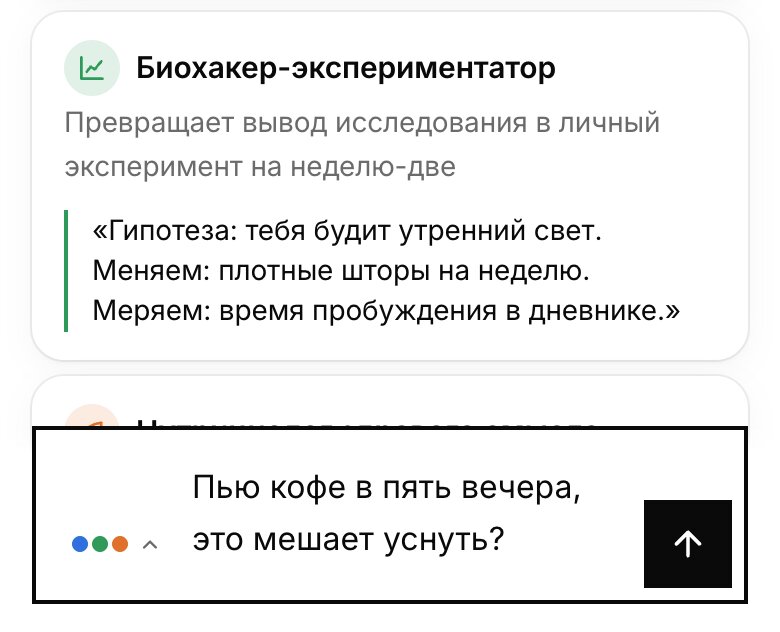 Биохакер-экспериментатор
Превращает вывод исследования в личный
эксперимент на неделю-две
«Гипотеза: тебя будит утренний свет.
Меняем: плотные шторы на неделю.
Меряем: время пробуждения в дневнике.»
Пью кофе в пять вечера,
это мешает уснуть?